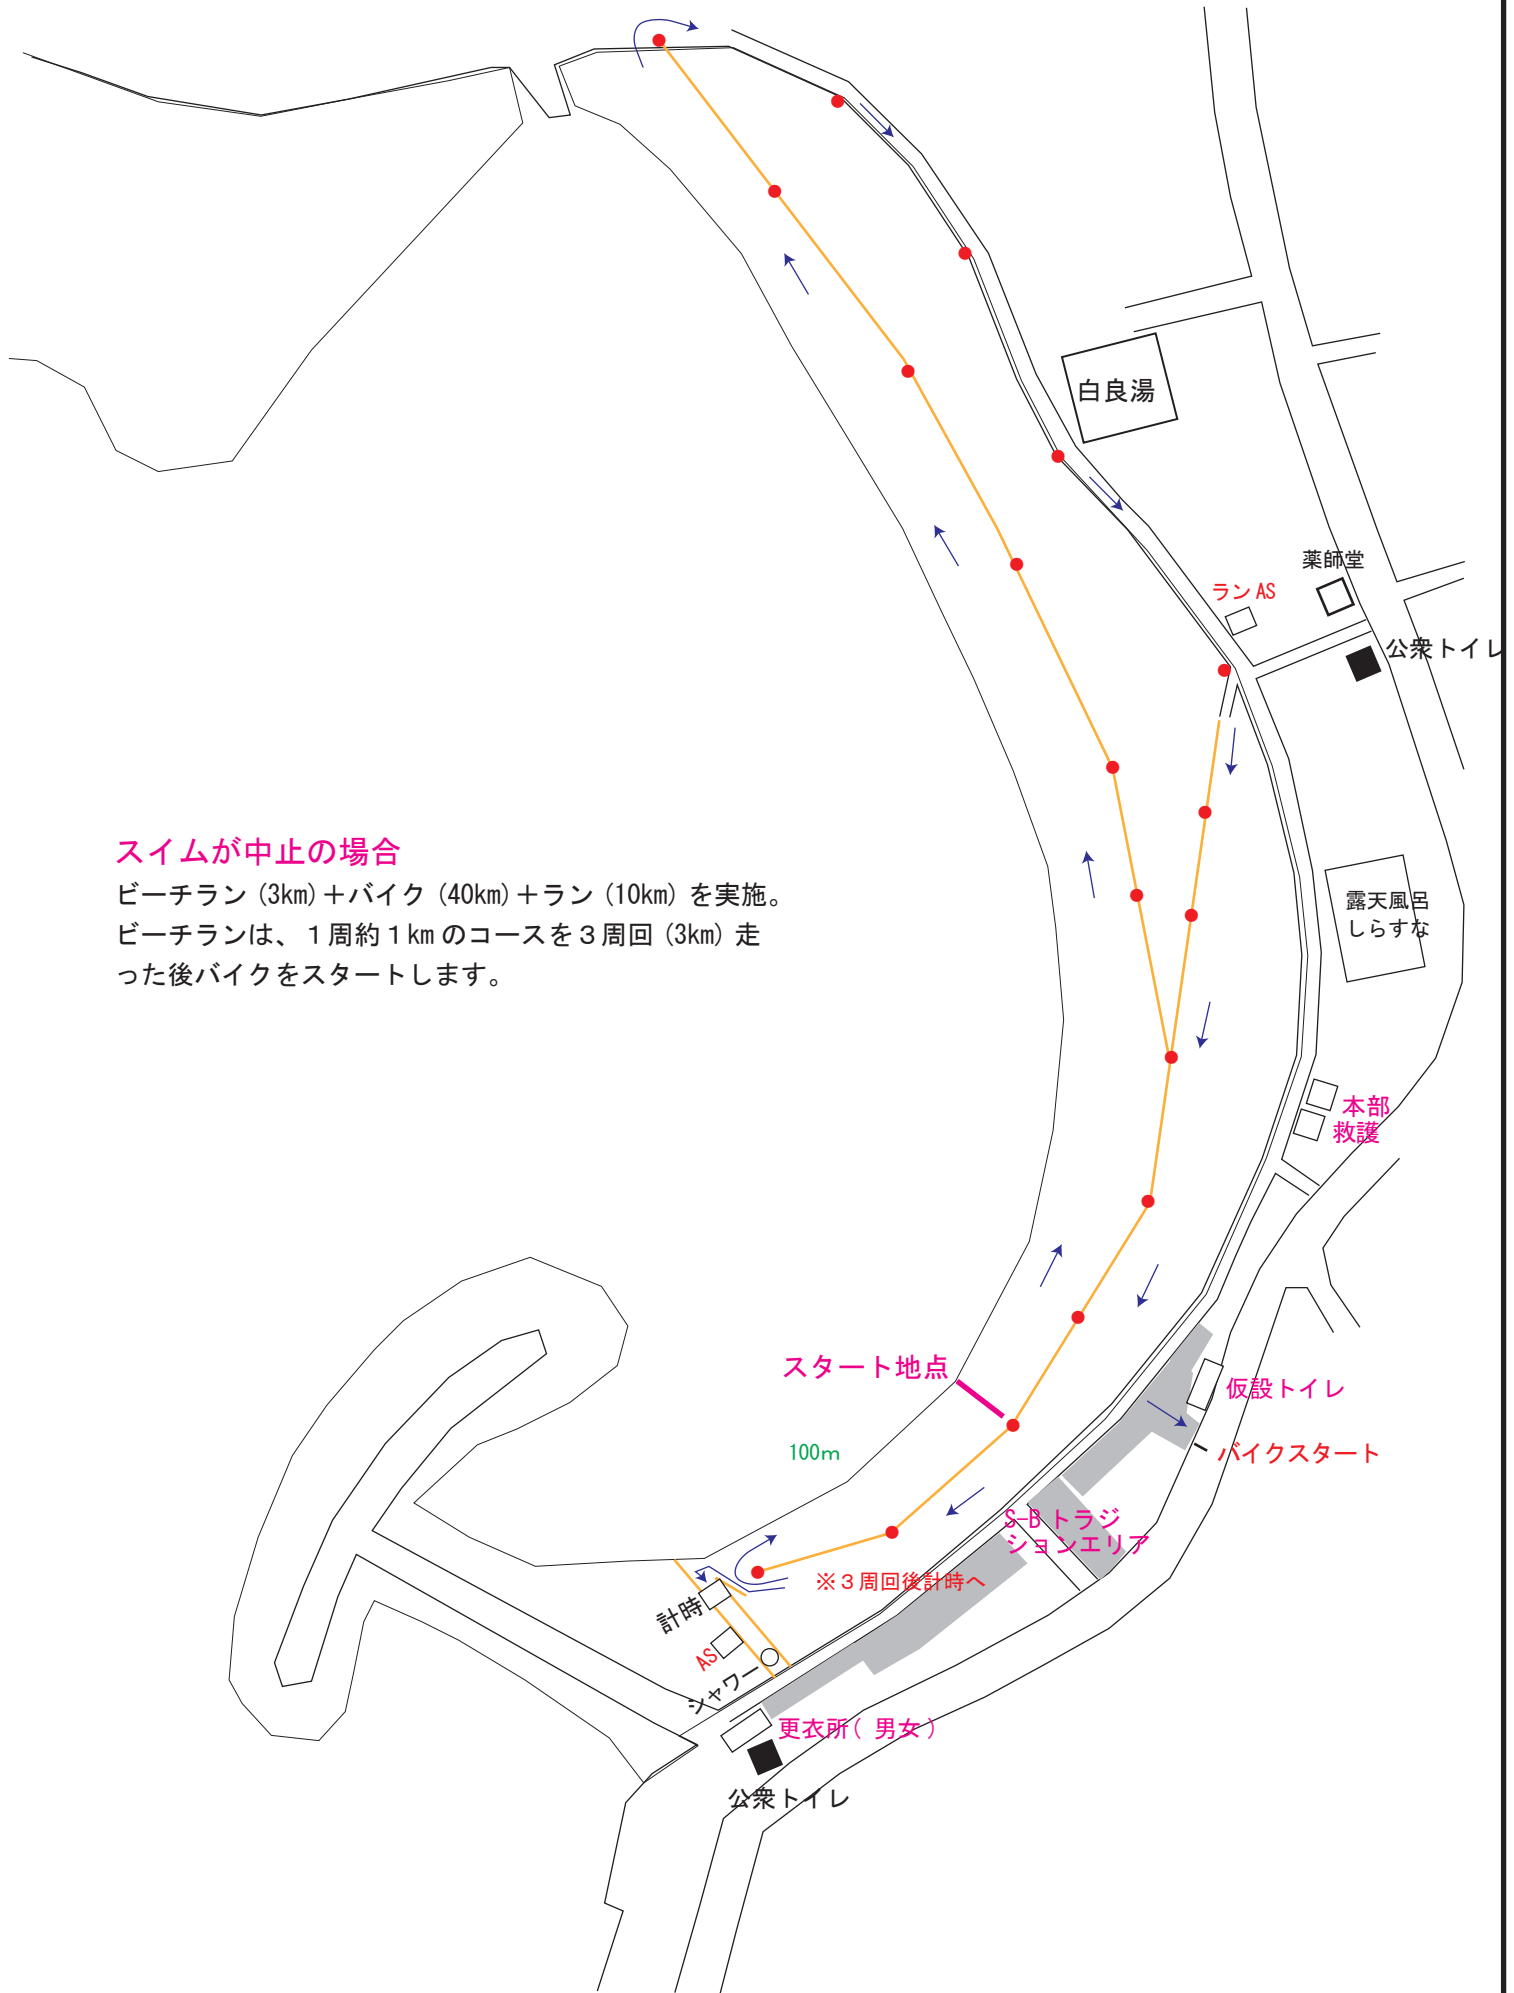 白良湯
薬師堂
ラン AS
公衆トイレ
スイムが中止の場合
ビーチラン (3km)＋バイク (40km)＋ラン (10km) を実施。
ビーチランは、１周約１km のコースを３周回 (3km) 走
った後バイクをスタートします。
露天風呂
しらすな
本部
救護
スタート地点
仮設トイレ
100ｍ
バイクスタート
S-B トラジ
ションエリア
※３周回後計時へ
計時
AS
シャワー
更衣所( 男女 )
公衆トイレ